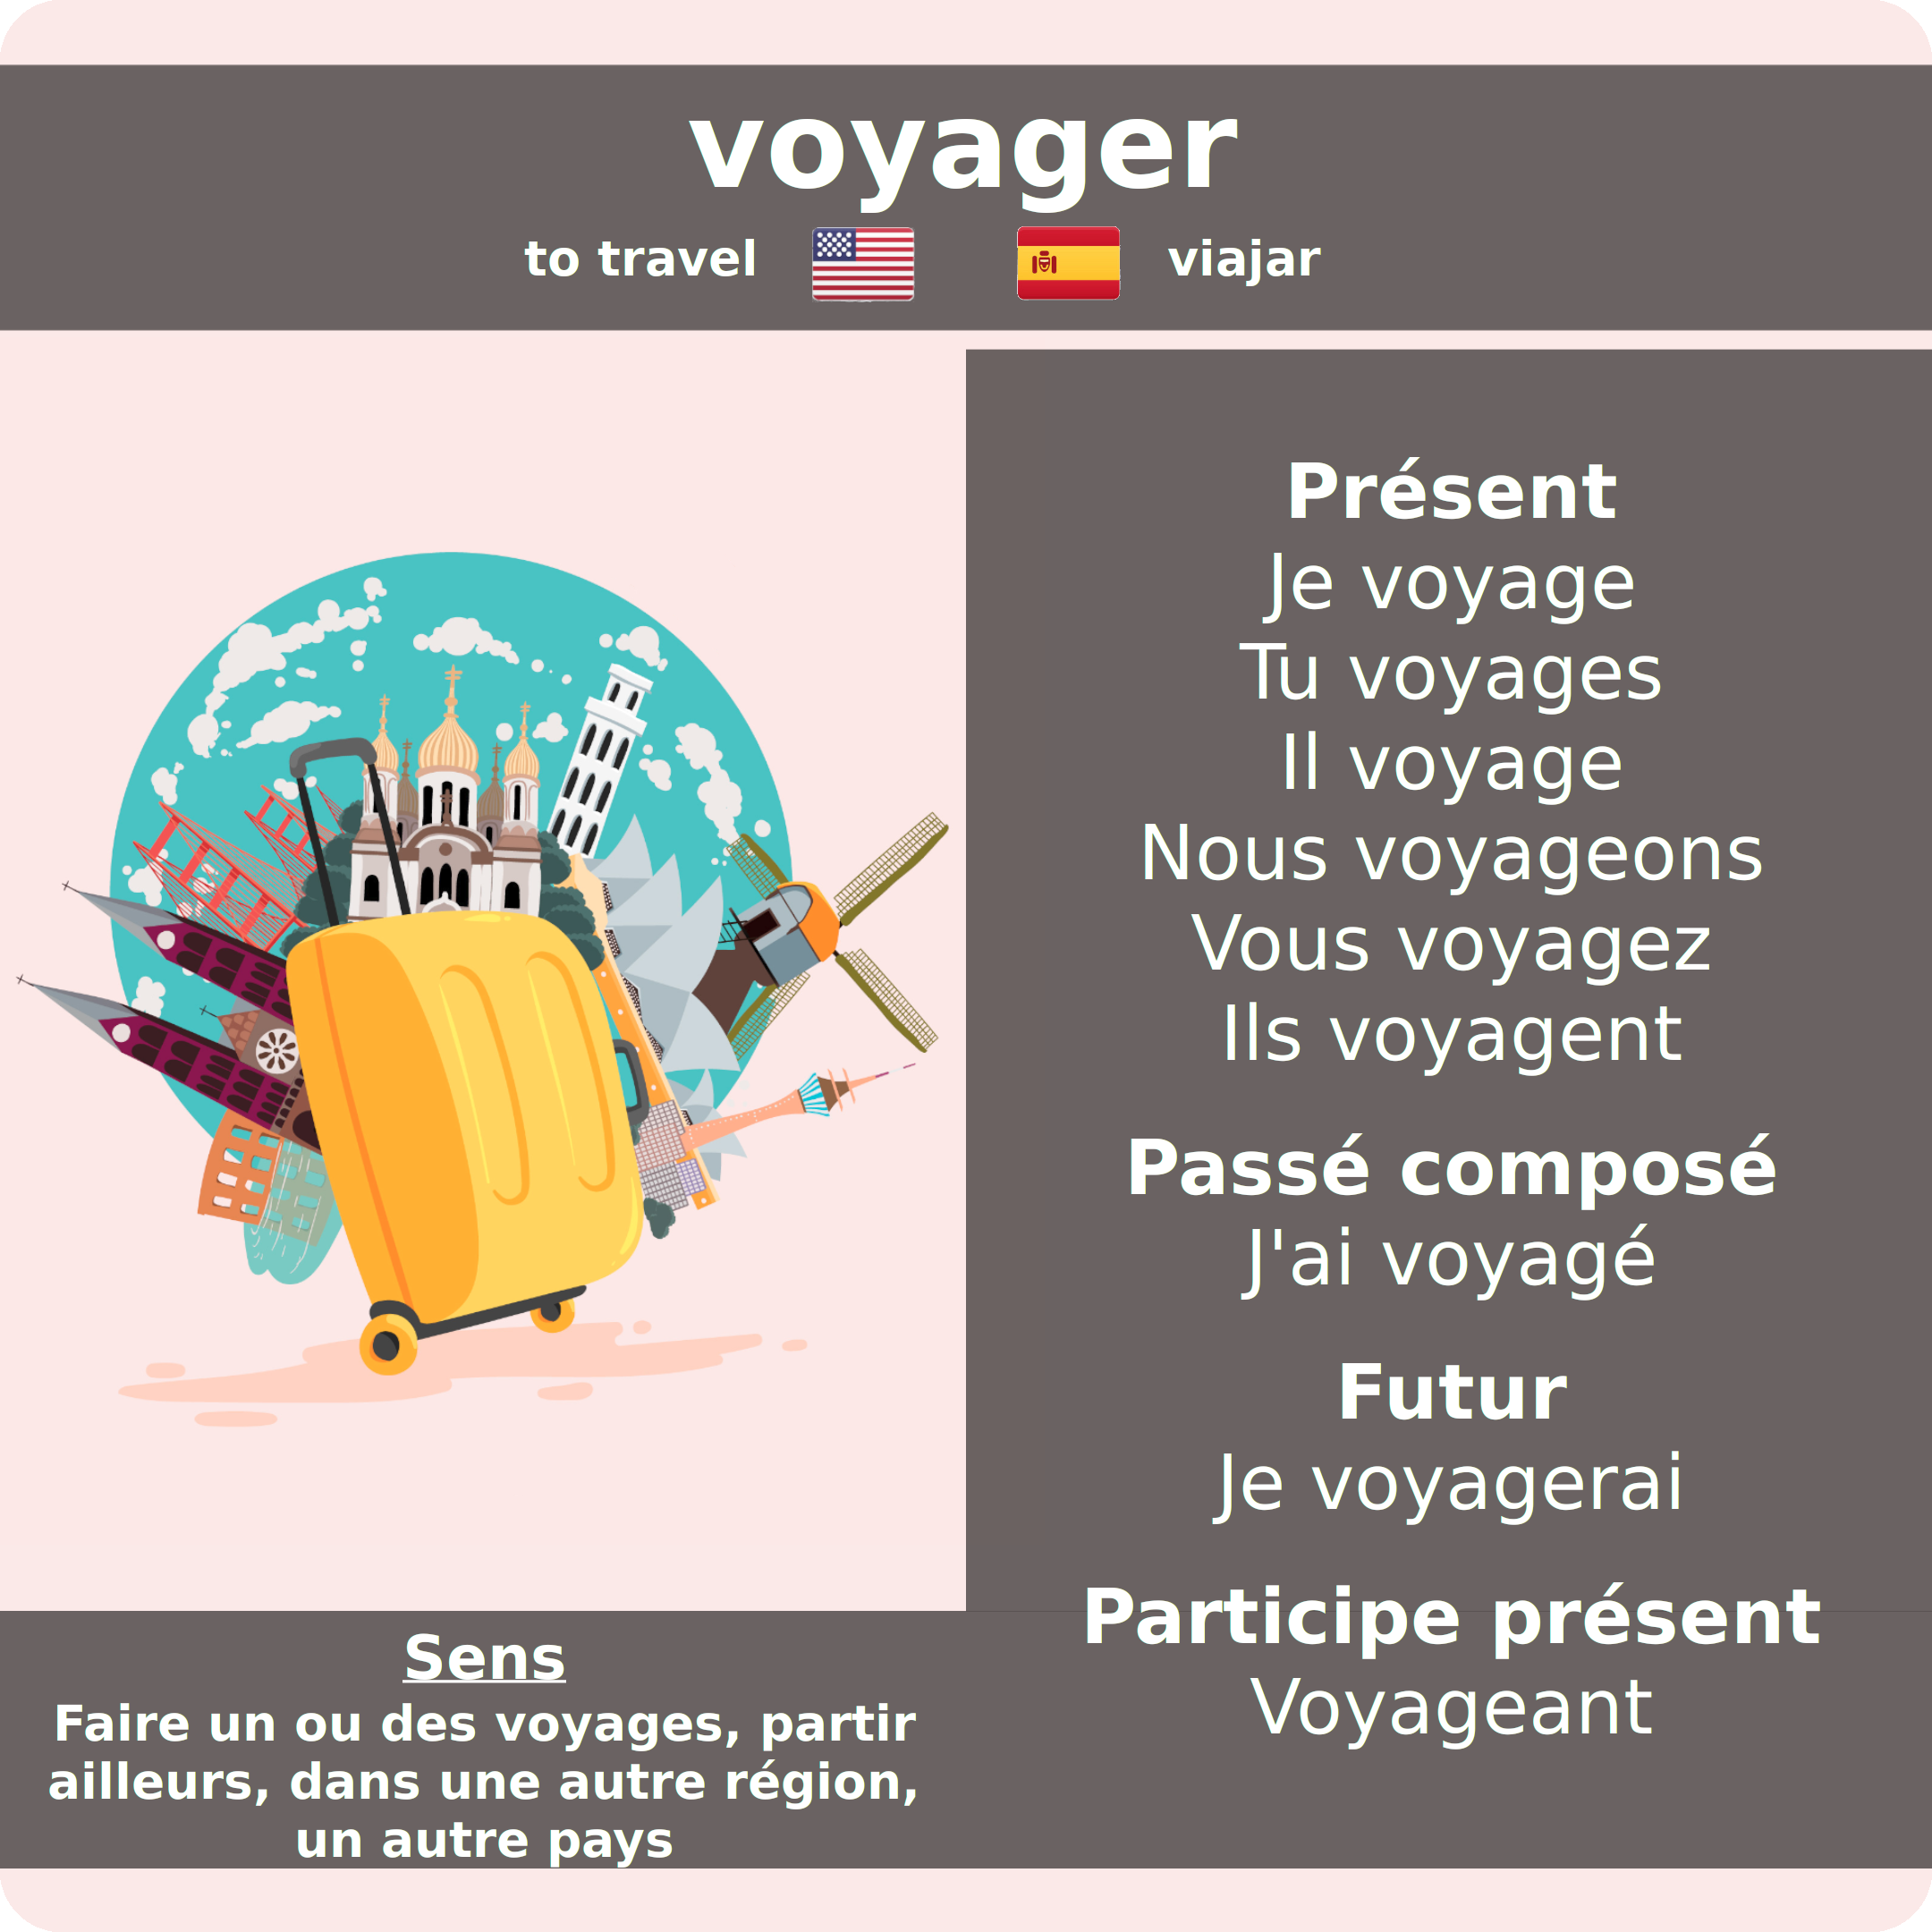 voyager
to travel
viajar
Présent
Je voyage
Tu voyages
Il voyage
Nous voyageons
Vous voyagez
Ils voyagent
Passé composé
J'ai voyagé
Futur
Je voyagerai
Participe présent
Voyageant
Sens
Faire un ou des voyages, partir
ailleurs, dans une autre région,
un autre pays